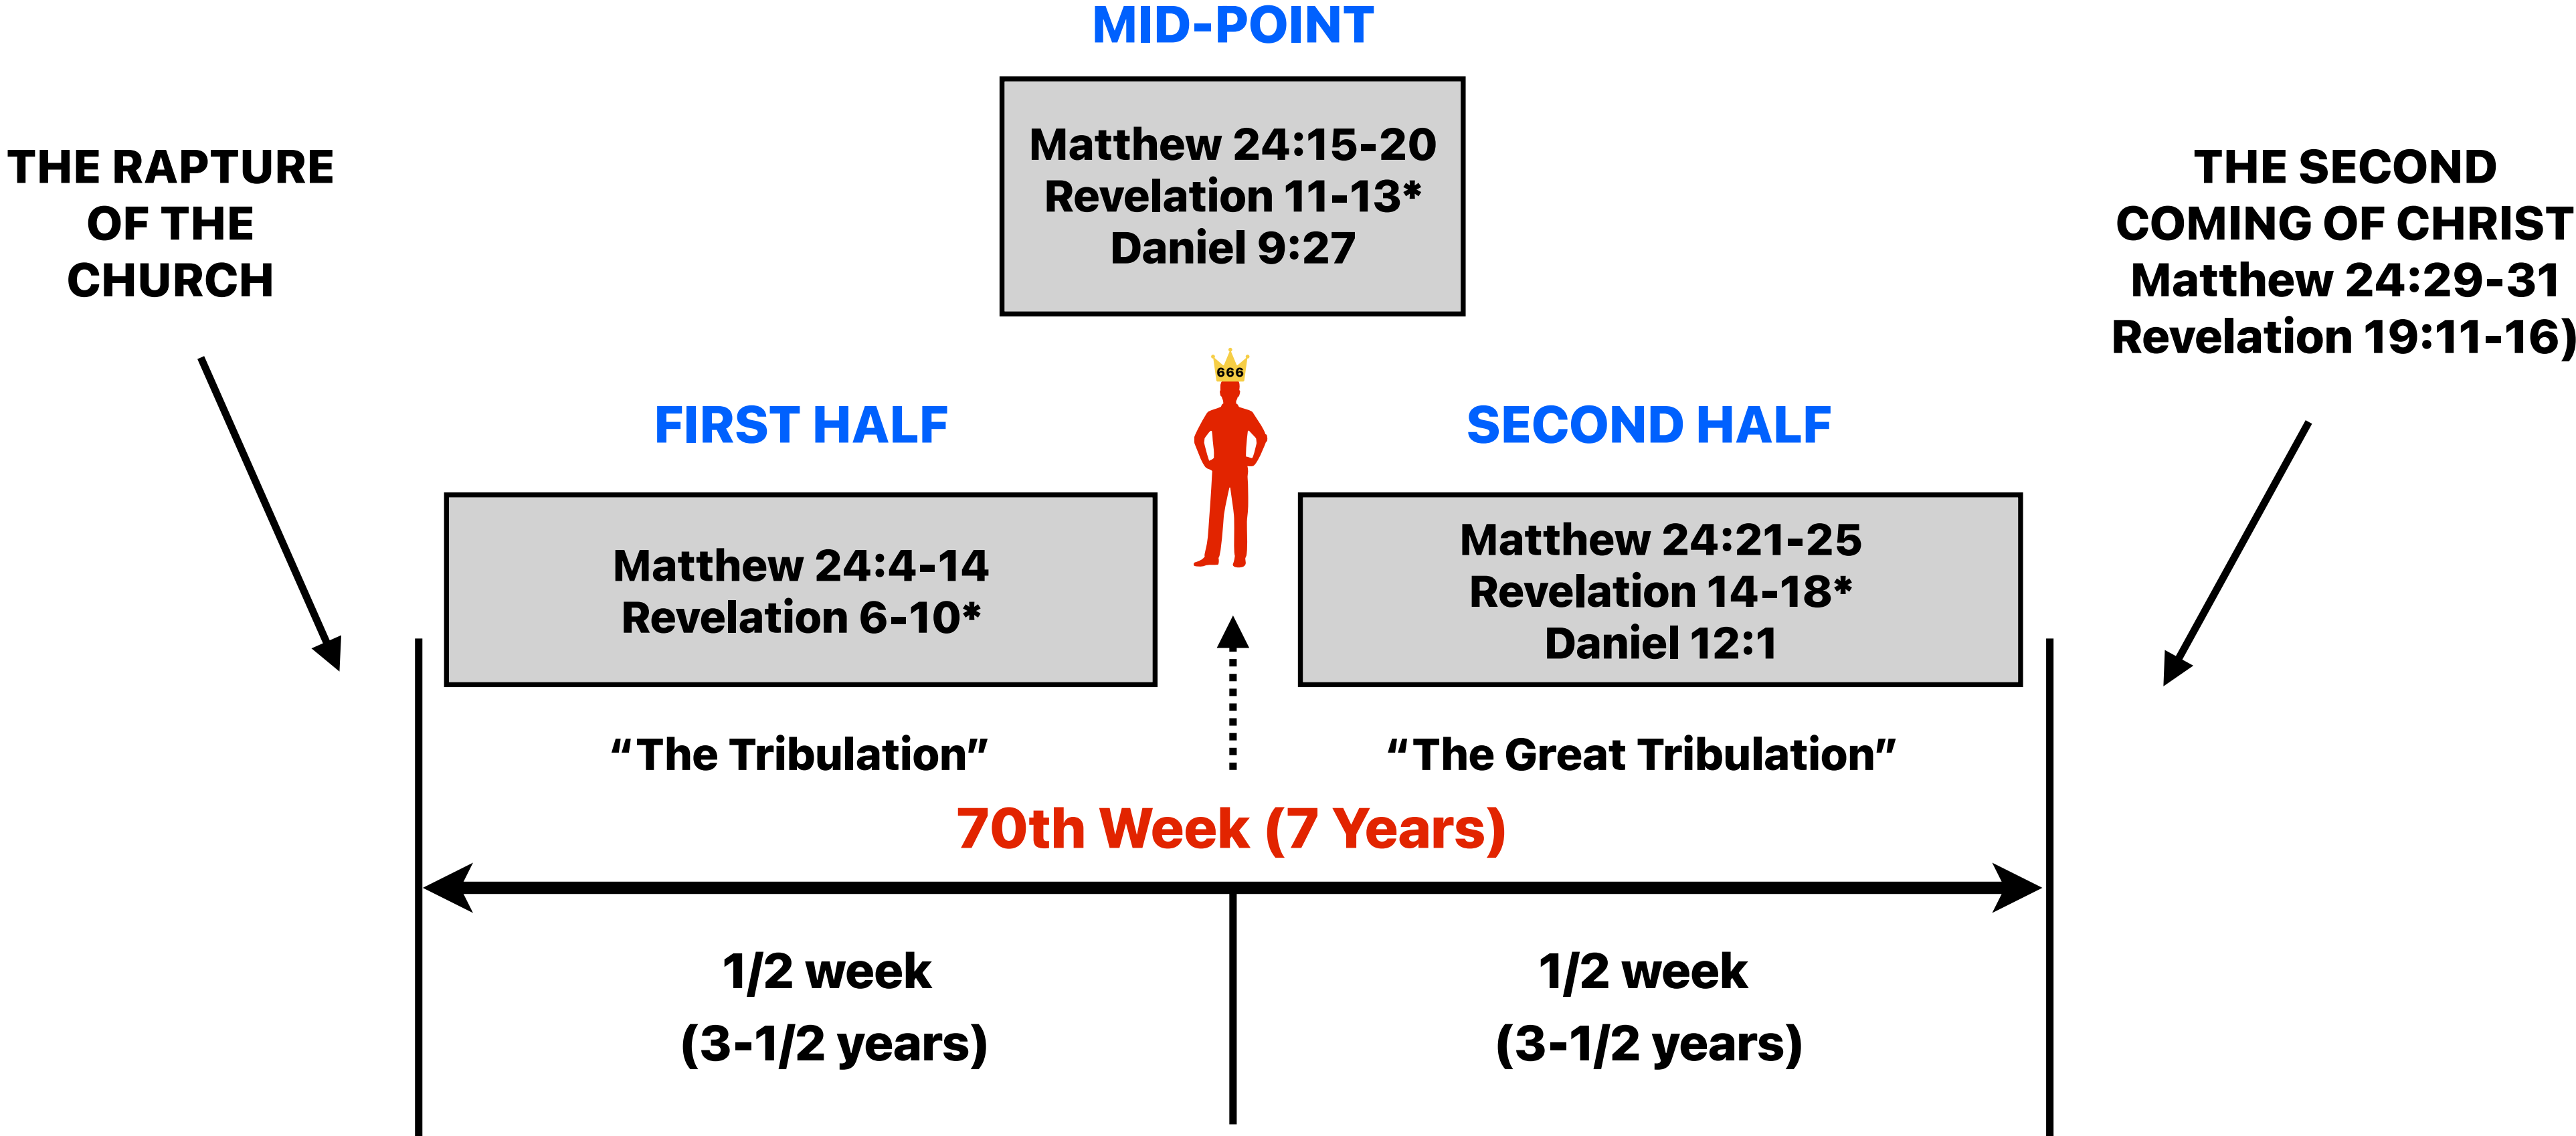 MID-POINT
Matthew 24:15-20
Revelation 11-13*
Daniel 9:27
THE RAPTURE
OF THE
CHURCH
THE SECOND
COMING OF CHRIST
Matthew 24:29-31
Revelation 19:11-16)
666
FIRST HALF
SECOND HALF
Matthew 24:4-14
Revelation 6-10*
Matthew 24:21-25
Revelation 14-18*
Daniel 12:1
“The Tribulation”
“The Great Tribulation”
70th Week (7 Years)
1/2 week
(3-1/2 years)
1/2 week
(3-1/2 years)